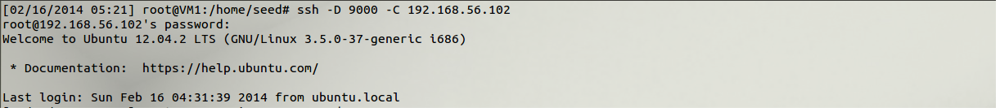 [02/16/2014 05:21] root@VM1:/home/seed# ssh -D 9000 -C 192.168.56.102
root@192.168.56.102's password:
Welcome to Ubuntu 12.04.2 LTS (GNU/Linux 3.5.0-37-generic i686)
* Documentation:  https://help.ubuntu.com/
Last login: Sun Feb 16 04:31:39 2014 from ubuntu.local